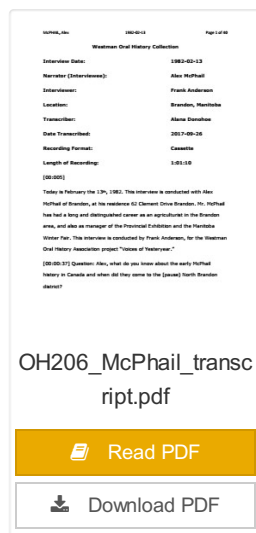 McPHAIL, Alex 1982-02-13 Page 1 of 60
Westman Oral History Collection
Interview Date: 1982-02-13
Narrator (Interviewee): Alex McPhail
Interviewer: Frank Anderson
Location: Brandon, Manitoba
Transcriber: Alana Donohoe
Date Transcribed: 2017-09-26
Recording Format: Cassette
Length of Recording: 1:01:10
[00:005]
Today is February the 13th, 1982. This interview is conducted with Alex
McPhail of Brandon, at his residence 62 Clement Drive Brandon. Mr. McPhail
has had a long and distinguished career as an agriculturist in the Brandon
area, and also as manager of the Provincial Exhibition and the Manitoba
Winter Fair. This interview is conducted by Frank Anderson, for the Westman
Oral History Association project "Voices of Yesteryear."
[00:00:37] Question: Alex, what do you know about the early McPhail
history in Canada and when did they come to the (pause) North Brandon
district?
OH206_McPhail_transc
ript.pdf
Read PDF
Download PDF